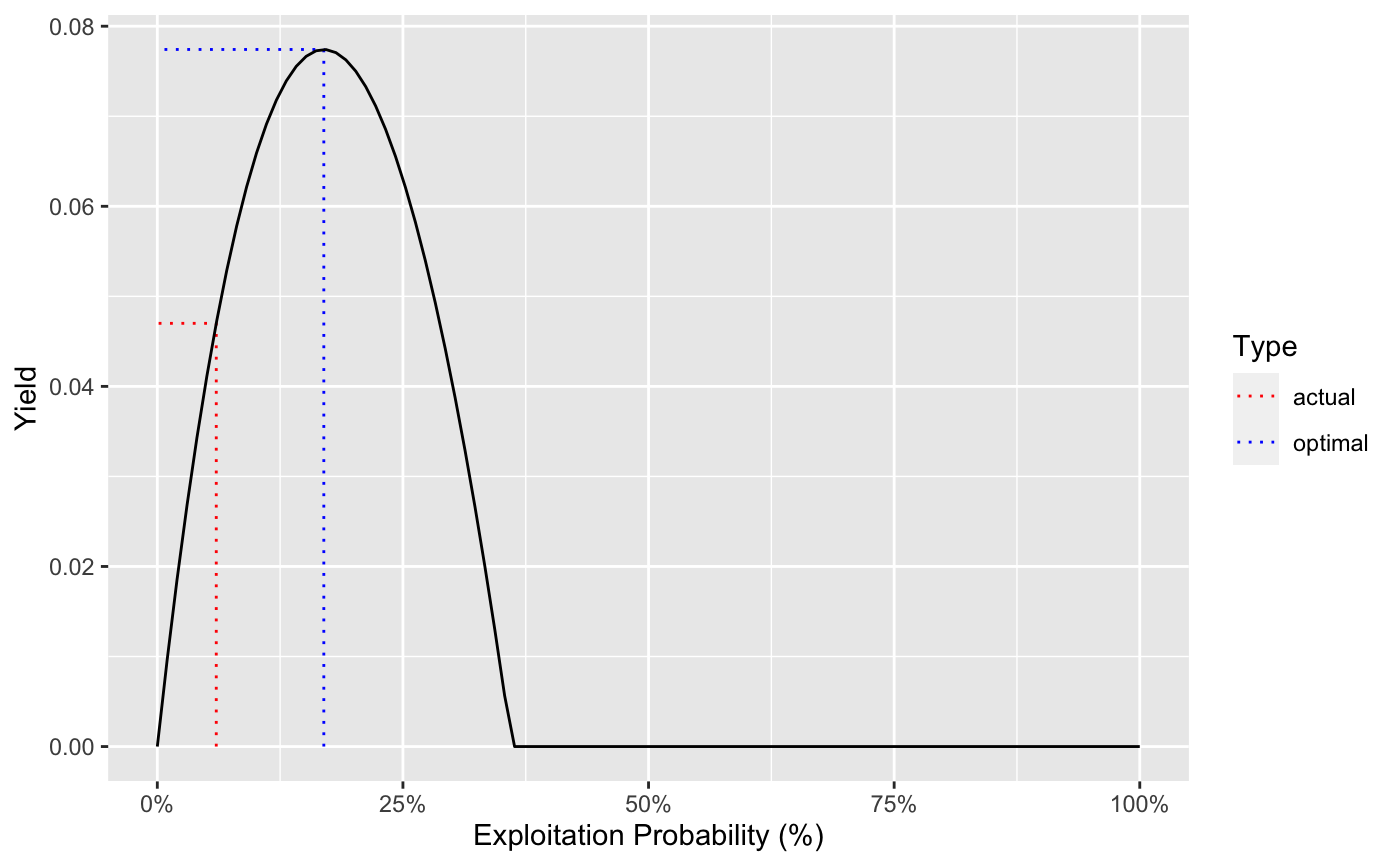 0.08
0.06
0.04
0.02
0.00
Yield
0%
25%
50%
75%
100%
Exploitation Probability (%)
Type
actual
optimal